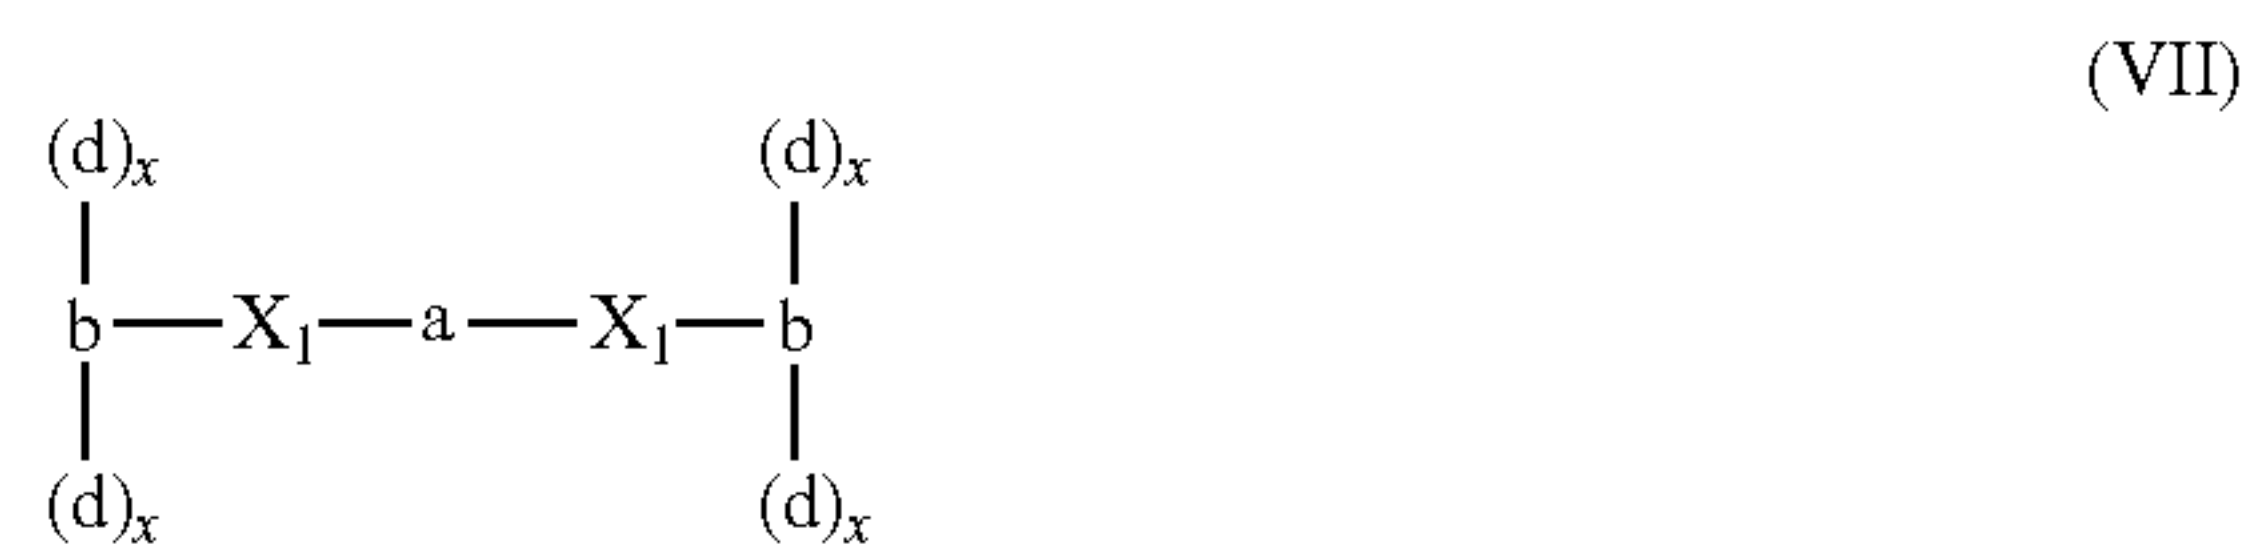 (VII)
(d)x (d)x
b—X1—a—X1—b
(d)x (d)x